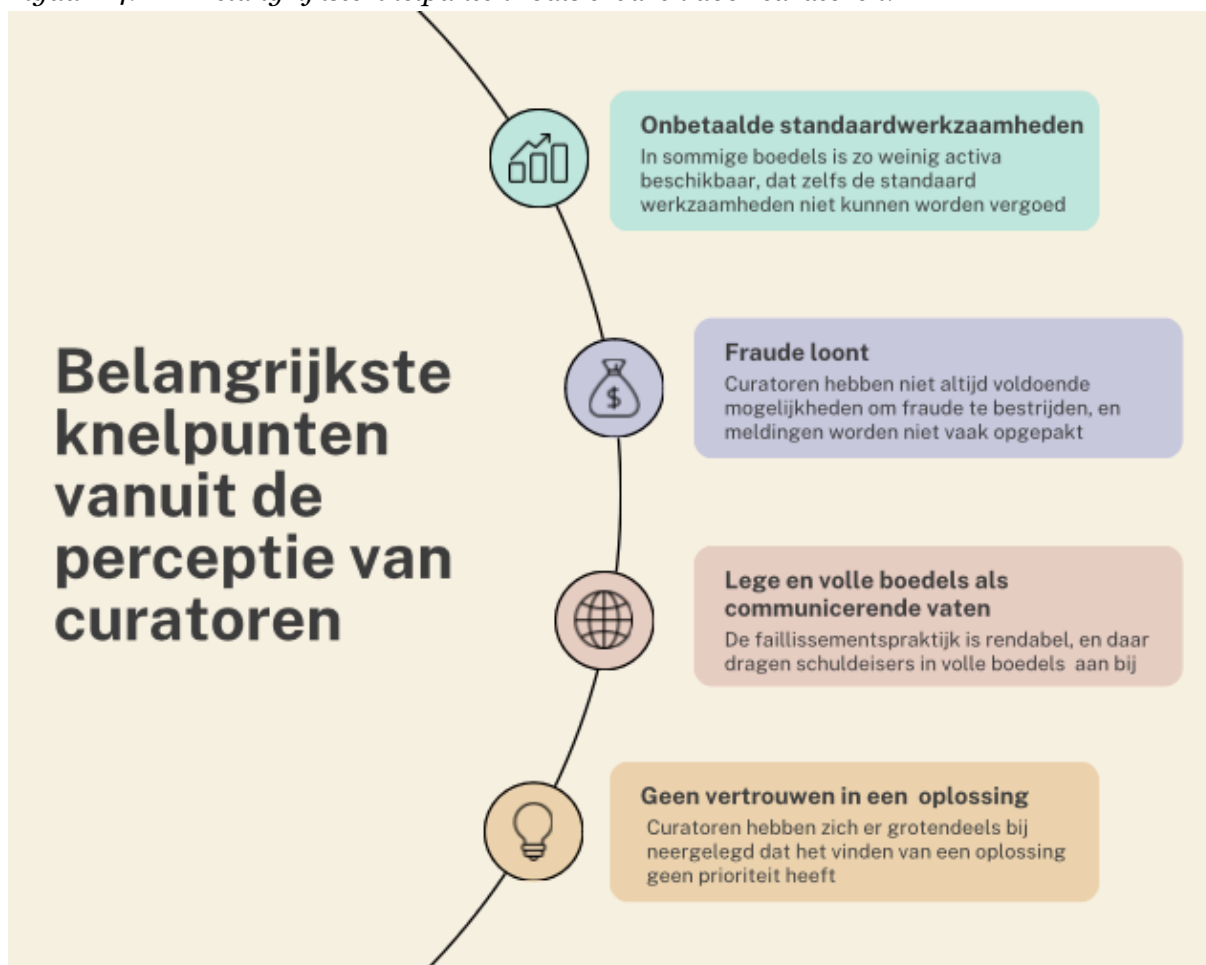 Belangrijkste
knelpunten
vanuit de
perceptie van
curatoren
Onbetaalde standaardwerkzaamheden
In sommige boedels is zo weinig activa
beschikbaar, dat zelfs de standaard
werkzaamheden niet kunnen worden vergoed
Fraude loont
Curatoren hebben niet altijd voldoende
mogelijkheden om fraude te bestrijden, en
meldingen worden niet vaak opgepakt
Lege en volle boedels als
communicerende vaten
De faillissementspraktijk is rendabel, en daar
dragen schuldeisers in volle boedels aan bij
Geen vertrouwen in een oplossing
Curatoren hebben zich er grotendeels bij
neergelegd dat het vinden van een oplossing
geen prioriteit heeft